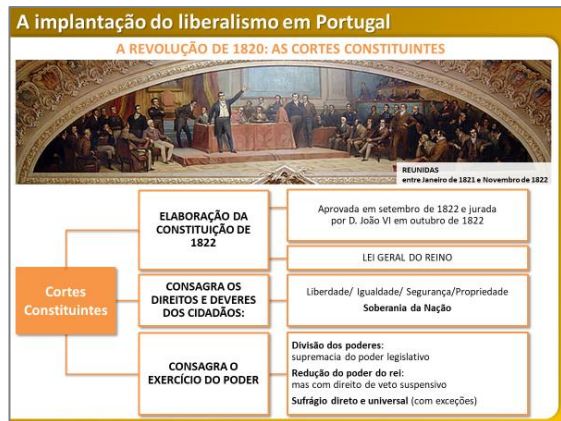 A implantação do liberalismo em Portugal
A REVOLUÇÃO DE 1820: AS CORTES CONSTITUINTES
REUNIDAS
entre Janeiro de 1821 e Novembro de 1822
Cortes
Constituintes
ELABORAÇÃO DA
CONSTITUIÇÃO DE
1822
Aprovada em setembro de 1822 e jurada
por D. João VI em outubro de 1822
LEI GERAL DO REINO
CONSAGRA OS
DIREITOS E DEVERES
DOS CIDADÃOS:
Liberdade/ Igualdade/ Segurança/Propriedade
Soberania da Nação
CONSAGRA O
EXERCÍCIO DO PODER
Divisão dos poderes:
supremacia do poder legislativo
Redução do poder do rei:
mas com direito de veto suspensivo
Sufrágio direto e universal (com exceções)